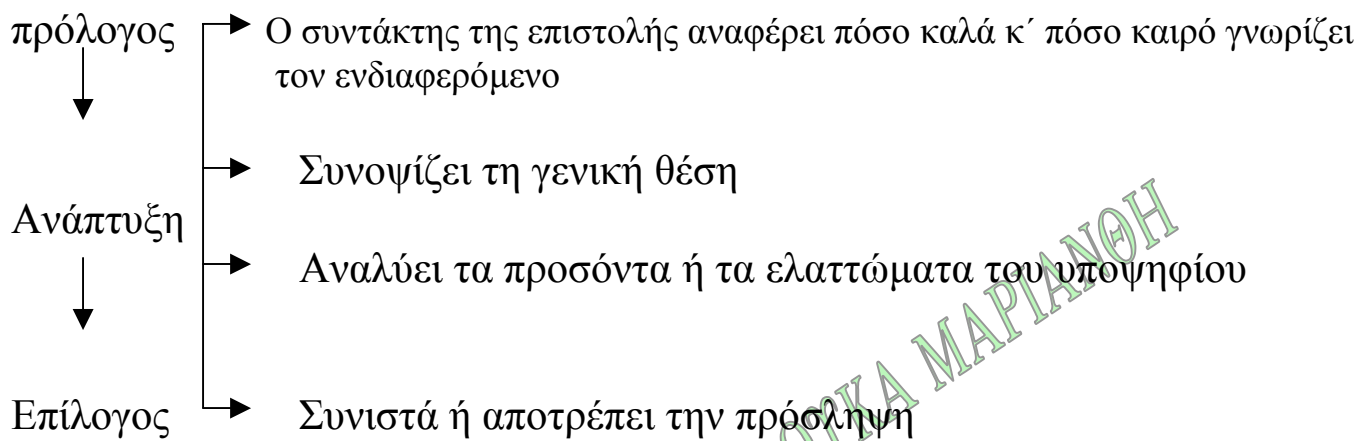 πρόλογος
Ο συντάκτης της επιστολής αναφέρει πόσο καλά κ΄ πόσο καιρό γνωρίζει
τον ενδιαφερόμενο
Συνοψίζει τη γενική θέση
Ανάπτυξη
Αναλύει τα προσόντα ή τα ελαττώματα του υποψηφίου
Επίλογος
Συνιστά ή αποτρέπει την πρόσληψη
ΜΑΡΙΑΝΘΗ